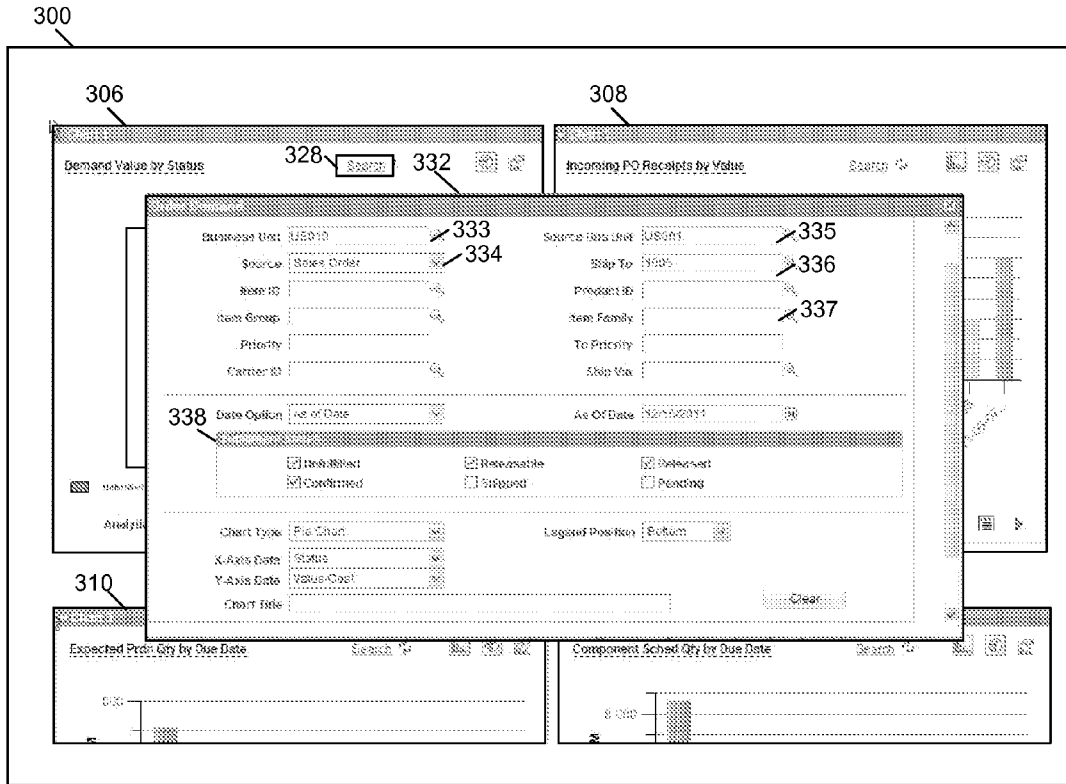 300
306
308
Demand Value by Status
328
Search
332
Incoming PO Receipts by Value
Search
Business Unit
US010
333
Source Bus Unit
335
Source
Sales Order
334
Ship To
336
Item ID
Product ID
Item Group
Item Family
337
Priority
To Priority
Carrier ID
Ship Via
Date Option
As of Date
As Of Date
338
Unfulfilled
Releasable
Released
Confirmed
Shipped
Pending
Chart Type
Pie Chart
Legend Position
Bottom
X-Axis Data
Status
Y-Axis Data
Value-Cost
Chart Title
Clear
310
Expected Prdn Qty by Due Date
Search
Component Sched Qty by Due Date
Search